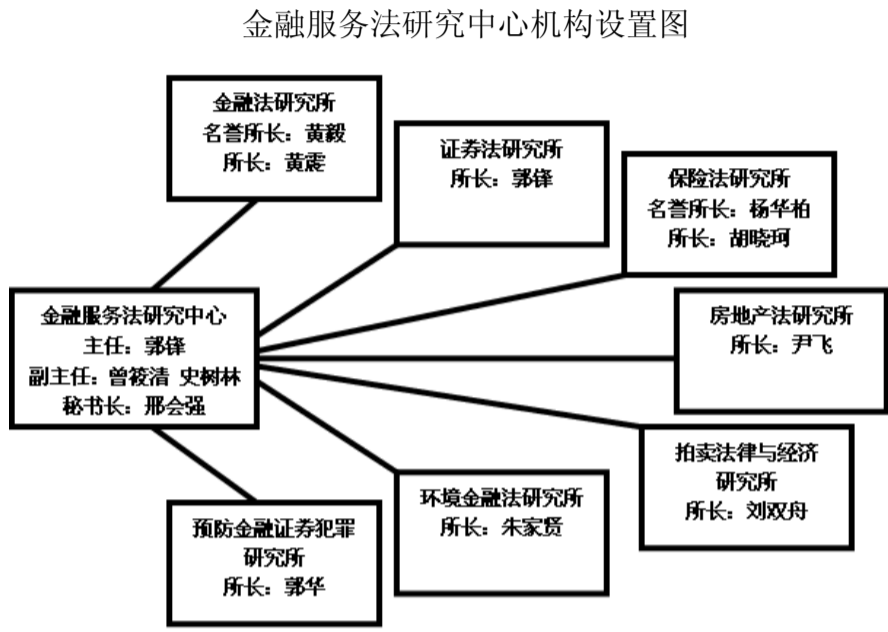 金融服务法研究中心机构设置图
金融法研究所
名誉所长：黄毅
所长：黄震
证券法研究所
所长：郭锋
保险法研究所
名誉所长：杨华柏
所长：胡晓珂
金融服务法研究中心
主任：郭锋
副主任：曾筱清 史树林
秘书长：邢会强
房地产法研究所
所长：尹飞
拍卖法律与经济
研究所
所长：刘双舟
环境金融法研究所
所长：朱家贤
预防金融证券犯罪
研究所
所长：郭华